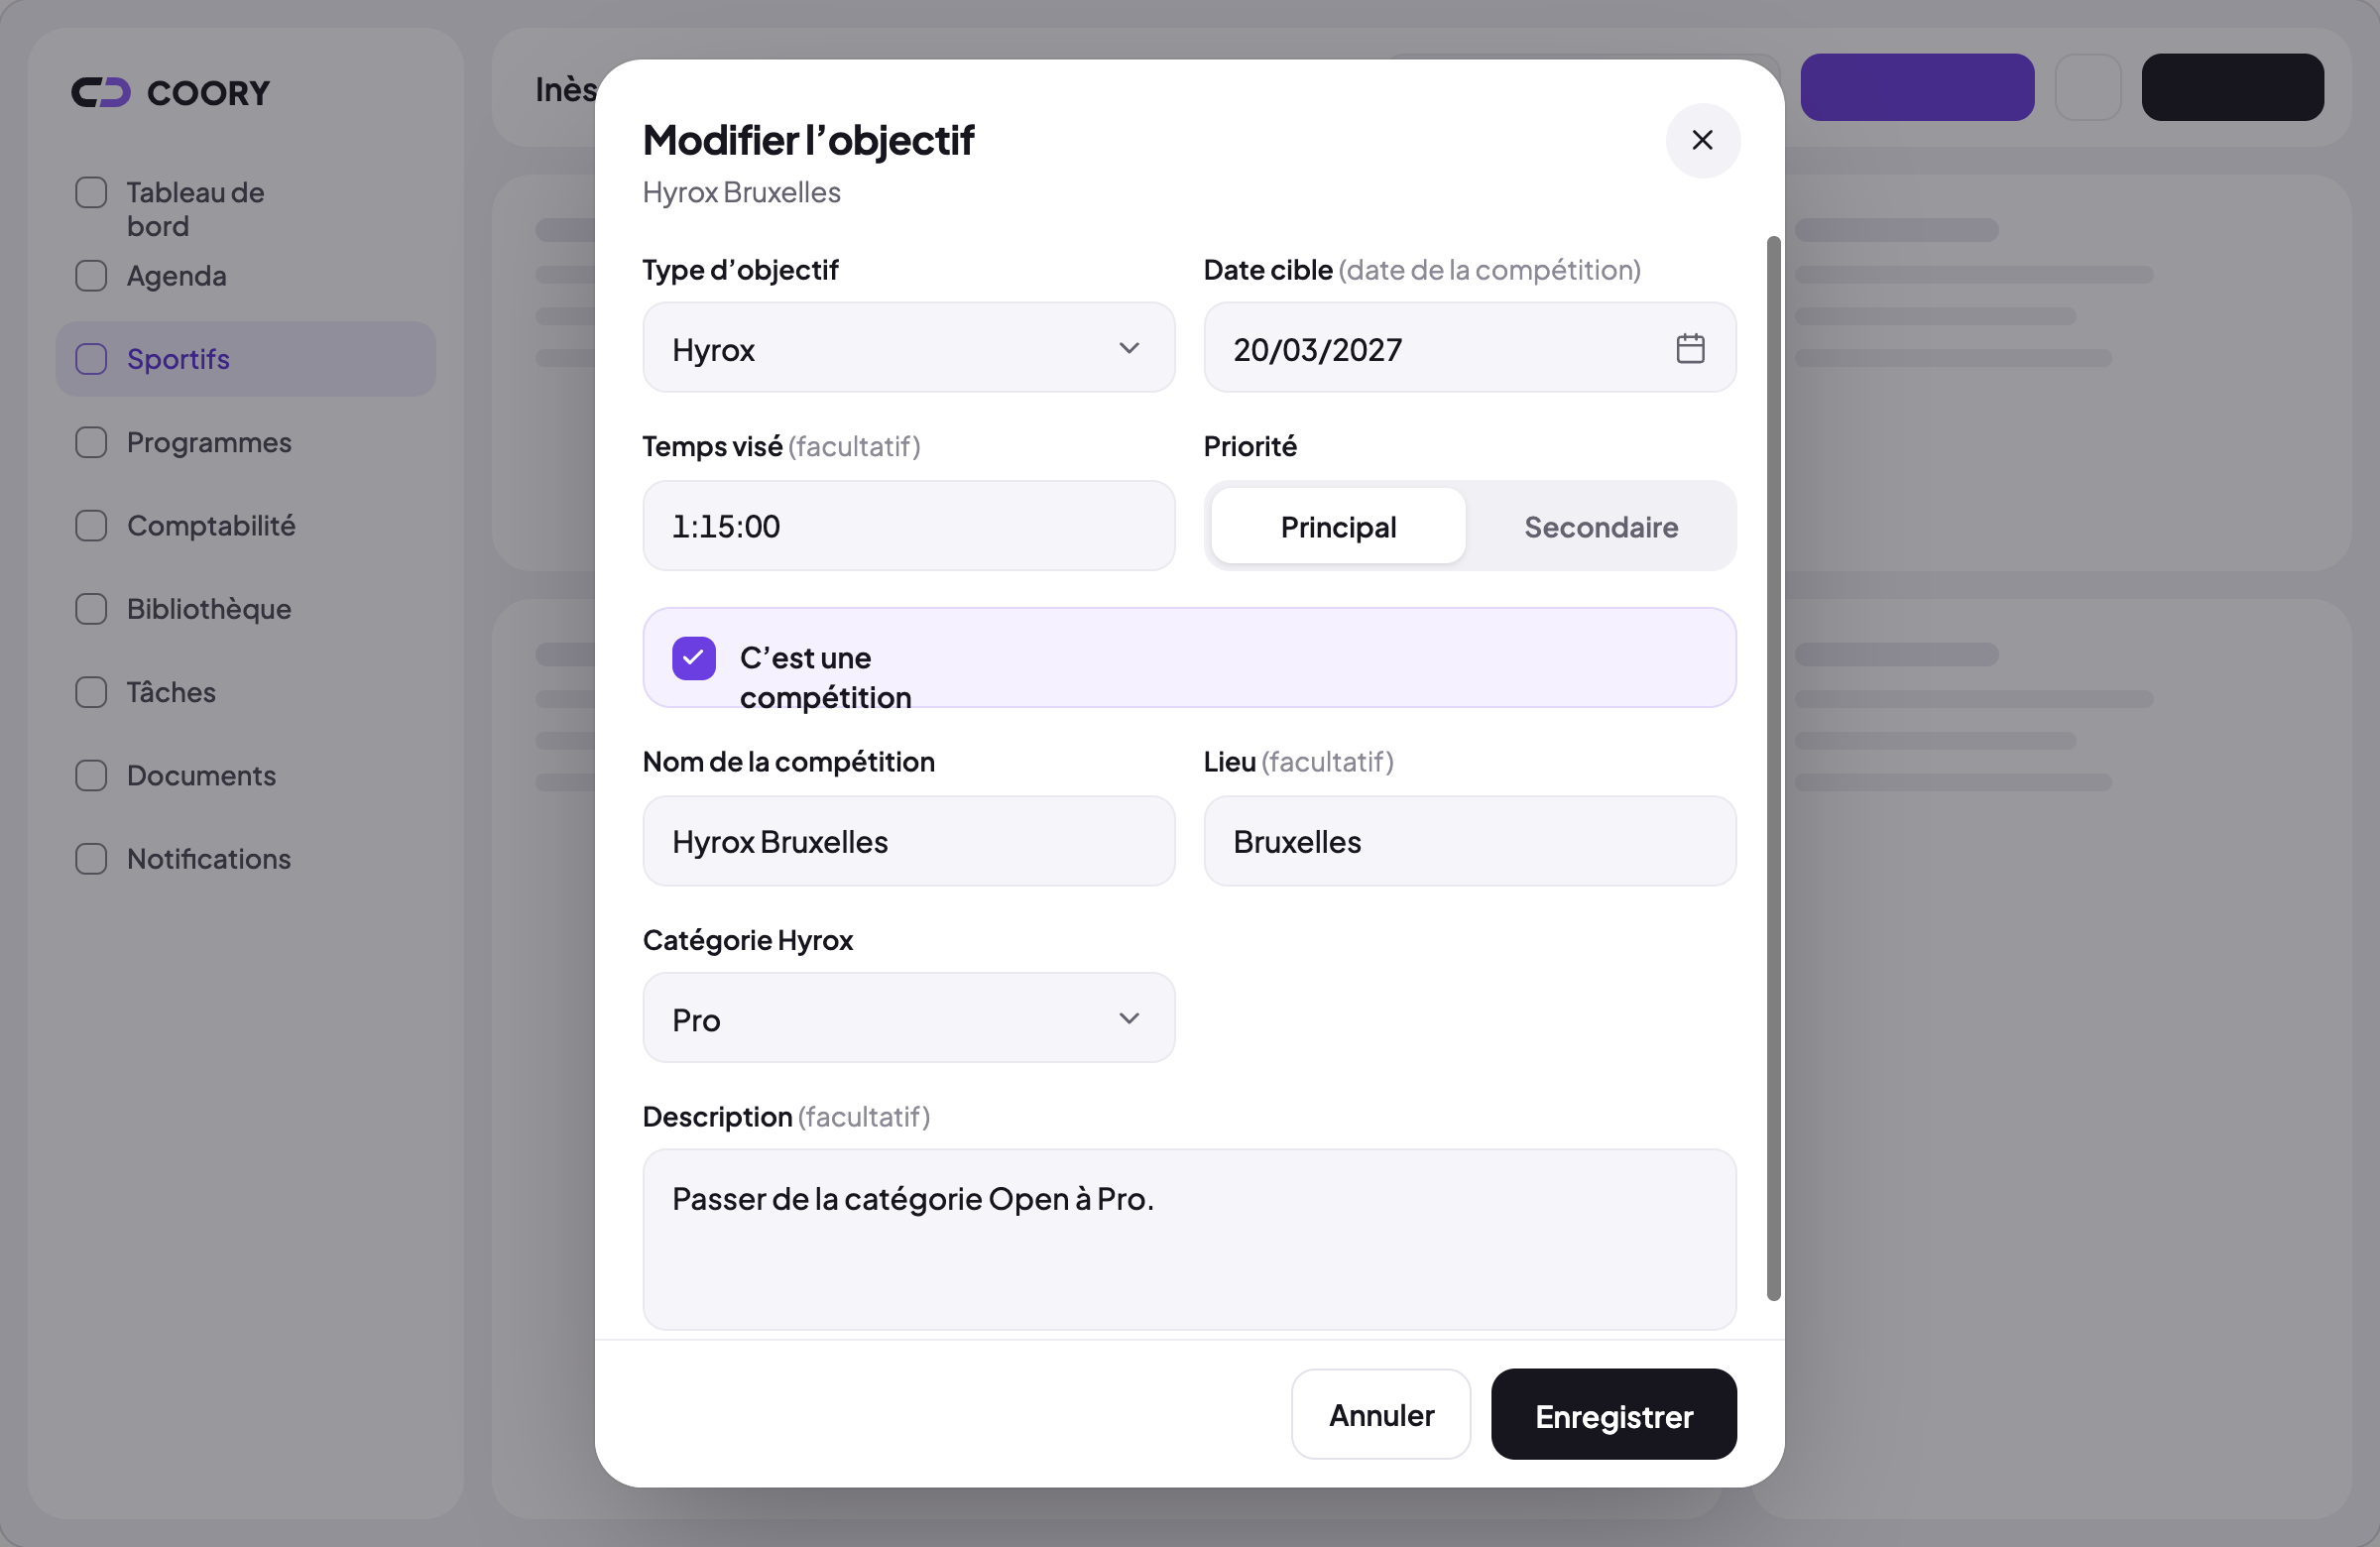 COORY
Tableau de
bord
Agenda
Sportifs
Programmes
Comptabilité
Bibliothèque
Tâches
Documents
Notifications
Inès
Modifier l’objectif
Hyrox Bruxelles
Type d’objectif
Hyrox
Date cible (date de la compétition)
20/03/2027
Temps visé (facultatif)
1:15:00
Priorité
Principal
Secondaire
C’est une
compétition
Nom de la compétition
Hyrox Bruxelles
Lieu (facultatif)
Bruxelles
Catégorie Hyrox
Pro
Description (facultatif)
Passer de la catégorie Open à Pro.
Annuler
Enregistrer